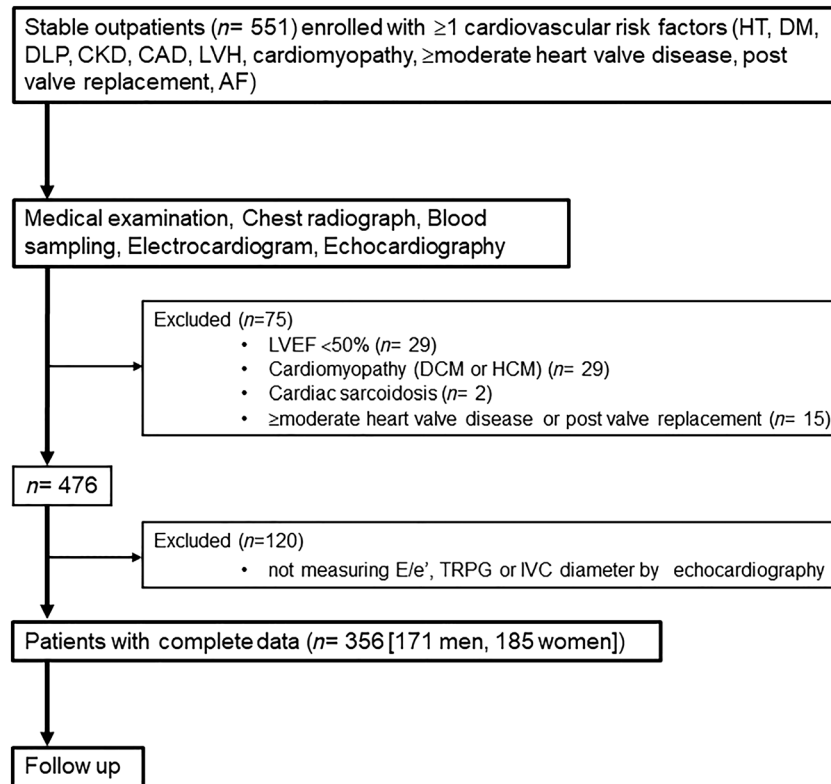 Stable outpatients (n= 551) enrolled with ≥1 cardiovascular risk factors (HT, DM,
DLP, CKD, CAD, LVH, cardiomyopathy, ≥moderate heart valve disease, post
valve replacement, AF)
Medical examination, Chest radiograph, Blood
sampling, Electrocardiogram, Echocardiography
Excluded (n=75)
• LVEF <50% (n= 29)
• Cardiomyopathy (DCM or HCM) (n= 29)
• Cardiac sarcoidosis (n= 2)
• ≥moderate heart valve disease or post valve replacement (n= 15)
n= 476
Excluded (n=120)
• not measuring E/e’, TRPG or IVC diameter by echocardiography
Patients with complete data (n= 356 [171 men, 185 women])
Follow up